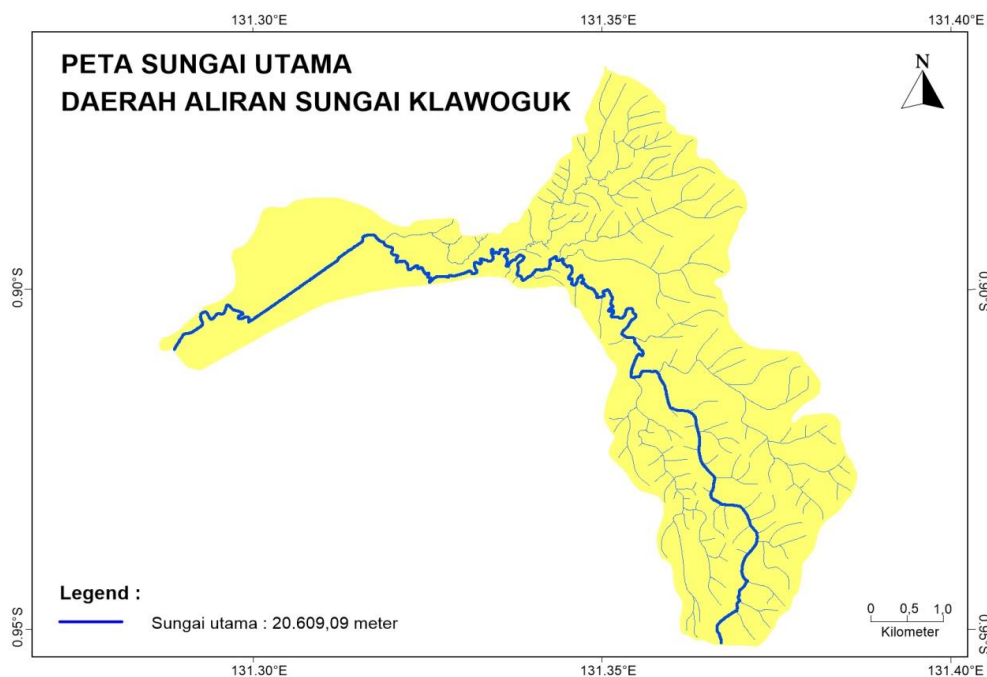 131.30°E
131.35°E
131.40°E
PETA SUNGAI UTAMA
DAERAH ALIRAN SUNGAI KLAWOGUK
N
0.90°S
S-06'0
Legend :
Sungai utama : 20.609,09 meter
0 0,5 1,0
Kilometer
0.95°S
S-96'0
131.30°E
131.35°E
131.40°E